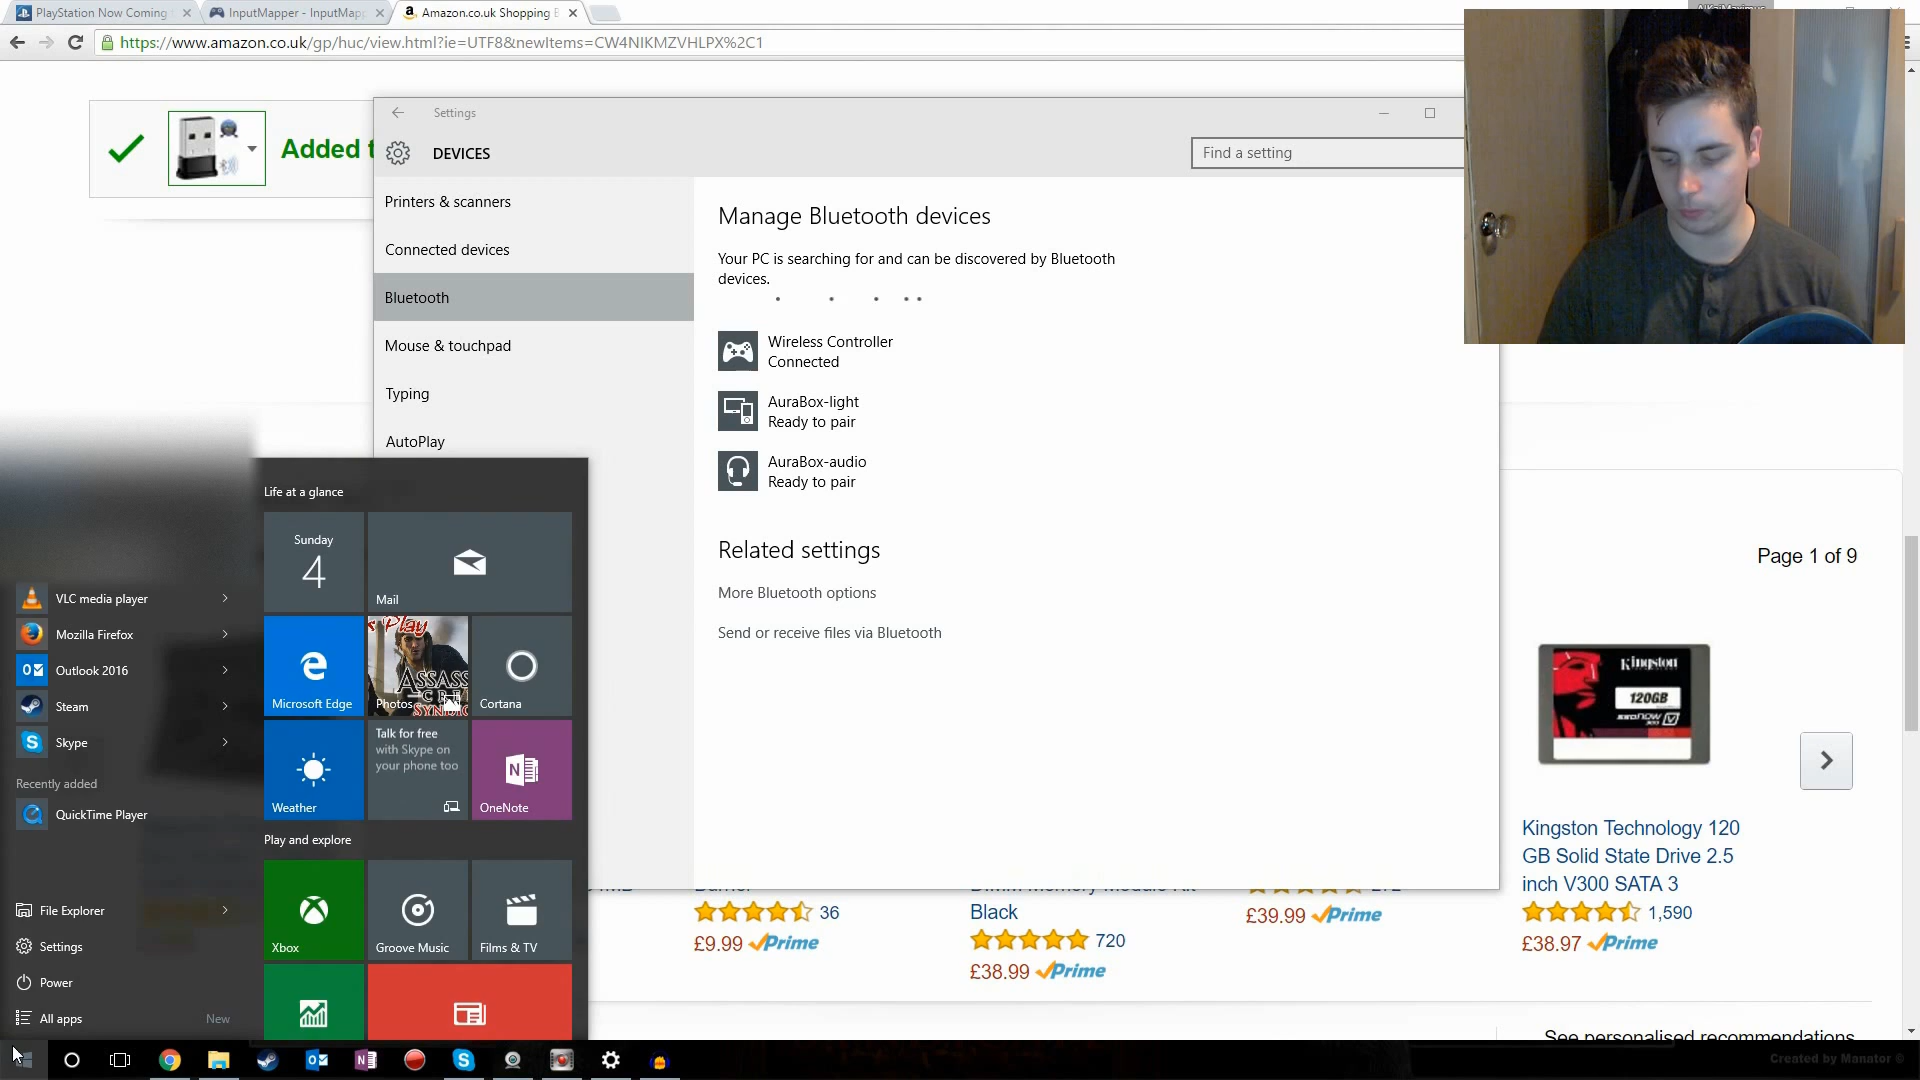 PlayStation Now Coming
InputMapper - InputMapp
Amazon.co.uk Shopping B
https://www.amazon.co.uk/gp/huc/view.html?ie=UTF8&newItems=CW4NIKMZVHLPX%2C1
Added t
Settings
DEVICES
Find a setting
Printers & scanners
Connected devices
Bluetooth
Mouse & touchpad
Typing
AutoPlay
Manage Bluetooth devices
Your PC is searching for and can be discovered by Bluetooth
devices.
Wireless Controller
Connected
AuraBox-light
Ready to pair
AuraBox-audio
Ready to pair
Related settings
More Bluetooth options
Send or receive files via Bluetooth
VLC media player
Mozilla Firefox
Outlook 2016
Steam
Skype
Recently added
QuickTime Player
File Explorer
Settings
Power
All apps
New
Life at a glance
Sunday
4
Mail
Microsoft Edge
s Play
ASSASS
CRE
SYNDIC
Photos
Cortana
Weather
Talk for free
with Skype on
your phone too
OneNote
Play and explore
Xbox
Groove Music
Films & TV
Page 1 of 9
Kingston
120GB
SSDNOW V
Kingston Technology 120
GB Solid State Drive 2.5
inch V300 SATA 3
1,590
£38.97 Prime
36
£9.99 Prime
Black
720
£38.99 Prime
£39.99 Prime
See personalised recommendations
Created by Manator ©